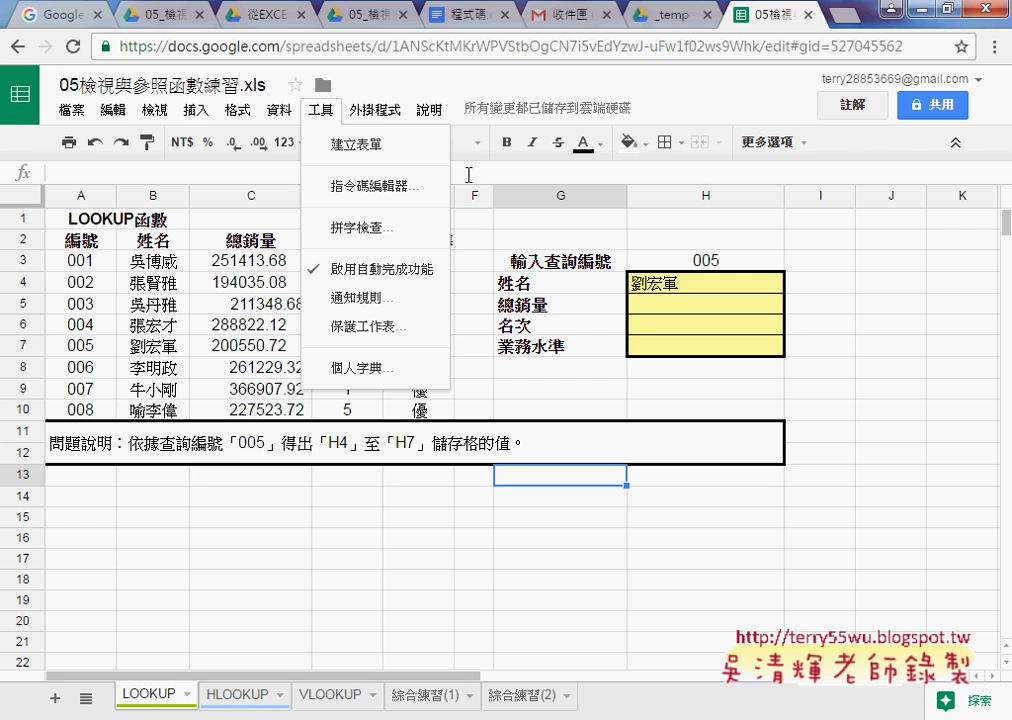 Google
05_檢視
從EXCE
05_檢視
程式碼
收件匣
_temp
05檢視
https://docs.google.com/spreadsheets/d/1ANScKtMKrWPVStbOgCN7i5vEdYzwJ-uFw1f02ws9Whk/edit#gid=527045562
05檢視與參照函數練習.xls
terry28853669@gmail.com
檔案 編輯 檢視 插入 格式 資料 工具 外掛程式 說明 所有變更都已儲存到雲端硬碟
註解 共用
NT$ % .0 .00 123 B I S A 更多選項
建立表單
指令碼編輯器...
拼字檢查...
啟用自動完成功能
通知規則...
保護工作表...
個人字典...
fx
A B C F G H I J K
1 LOOKUP函數
2 編號 姓名 總銷量
3 001 吳博威 251413.68 輸入查詢編號 005
4 002 張賢雅 194035.08 姓名 劉宏軍
5 003 吳丹雅 211348.68 總銷量
6 004 張宏才 288822.12 名次
7 005 劉宏軍 200550.72 業務水準
8 006 李明政 261229.32
9 007 牛小剛 366907.92 1 優
10 008 喻李偉 227523.72 5 優
11
問題說明：依據查詢編號「005」得出「H4」至「H7」儲存格的值。
12
13
14
15
16
17
18
19
20
21
22
http://terry55wu.blogspot.tw
吳清輝老師錄製
LOOKUP HLOOKUP VLOOKUP 綜合練習(1) 綜合練習(2) 探索